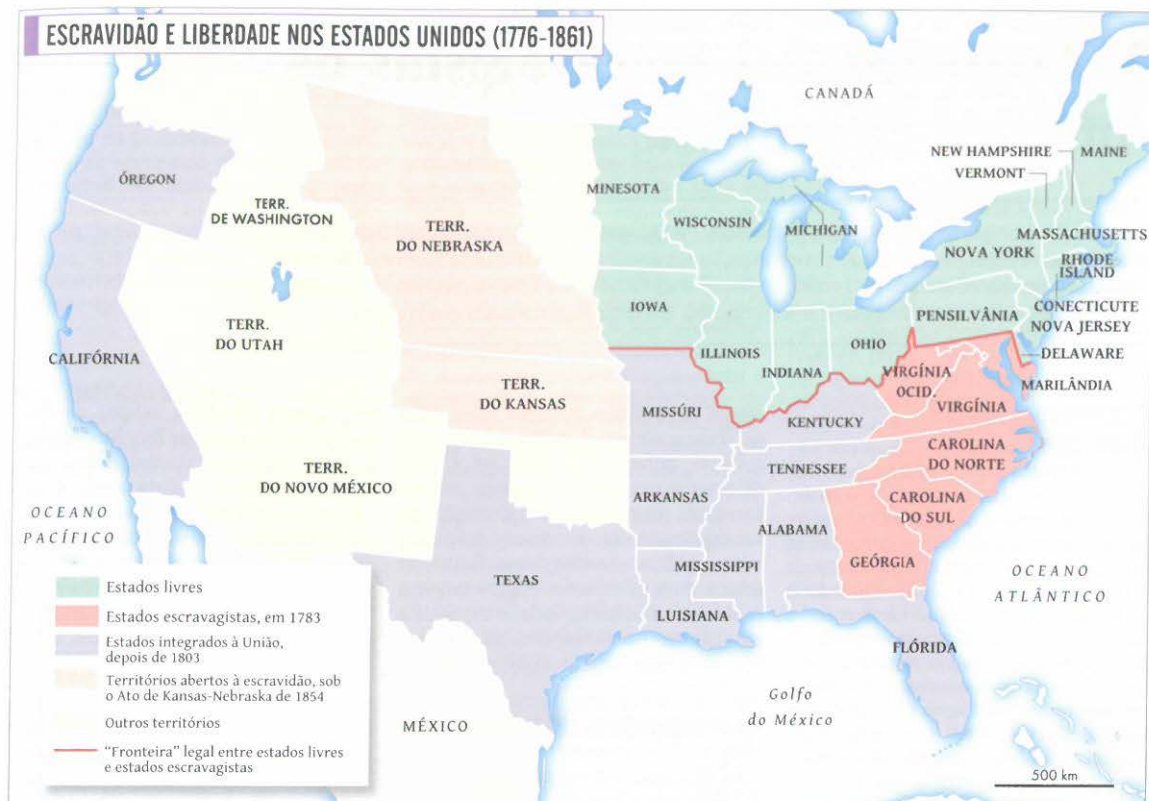 ESCRAVIDÃO E LIBERDADE NOS ESTADOS UNIDOS (1776-1861)
CANADÁ
NEW HAMPSHIRE
VERMONT
MAINE
ÓREGON
TERR.
DE WASHINGTON
TERR.
DO NEBRASKA
MINESOTA
WISCONSIN
MICHIGAN
MASSACHUSETTS
NOVA YORK
RHODE
ISLAND
CONECTICUTE
NOVA JERSEY
PENSILVÂNIA
IOWA
TERR.
DO UTAH
CALIFÓRNIA
ILLINOIS
INDIANA
OHIO
DELAWARE
MARILÂNDIA
VIRGÍNIA
OCID.
VIRGÍNIA
TERR.
DO KANSAS
MISSÚRI
KENTUCKY
CAROLINA
DO NORTE
TENNESSEE
TERR.
DO NOVO MÉXICO
ARKANSAS
CAROLINA
DO SUL
OCEANO
PACÍFICO
ALABAMA
MISSISSIPPI
GEÓRGIA
TEXAS
OCEANO
ATLÂNTICO
LUISIANA
FLÓRIDA
Estados livres
Estados escravagistas, em 1783
Estados integrados à União,
depois de 1803
Territórios abertos à escravidão, sob
o Ato de Kansas-Nebraska de 1854
Outros territórios
"Fronteira" legal entre estados livres
e estados escravagistas
MÉXICO
Golfo
do México
500 km